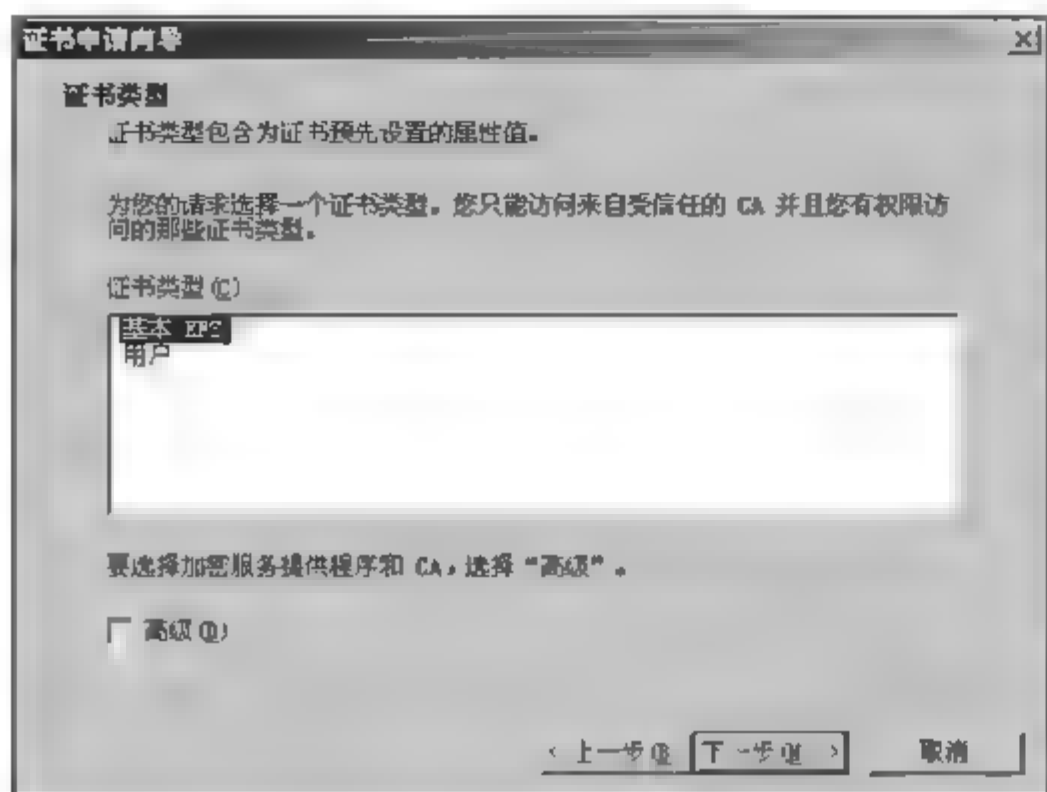 证书申请向导
证书类型
证书类型包含为证书预先设置的属性值。
为您的请求选择一个证书类型。您只能访问来自受信任的 CA 并且您有权限访
问的那些证书类型。
证书类型(C)
基本 EFS
用户
要选择加密服务提供程序和 CA，选择“高级”。
高级
< 上一步(B)
下一步(N) >
取消